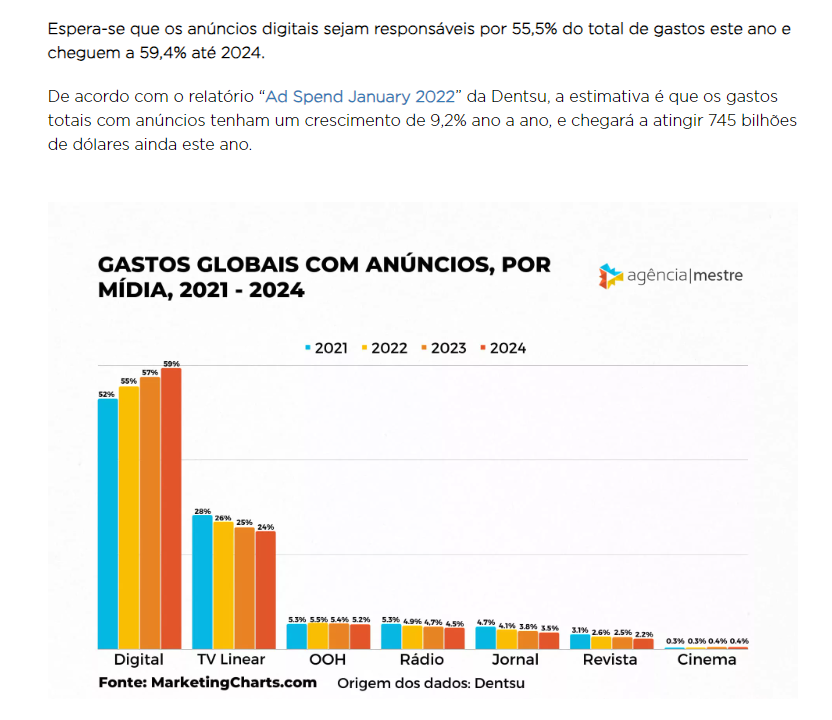 Espera-se que os anúncios digitais sejam responsáveis por 55,5% do total de gastos este ano e
cheguem a 59,4% até 2024.
De acordo com o relatório “Ad Spend January 2022” da Dentsu, a estimativa é que os gastos
totais com anúncios tenham um crescimento de 9,2% ano a ano, e chegará a atingir 745 bilhões
de dólares ainda este ano.
GASTOS GLOBAIS COM ANÚNCIOS, POR
MÍDIA, 2021 - 2024
agência|mestre
2021 2022 2023 2024
52% 55% 57% 59%
28% 26% 25% 24%
5.3% 5.5% 5.4% 5.2%
5.3% 4.9% 4,7% 4.5%
4.7% 4.1% 3.8% 3.5%
3.1% 2.6% 2.5% 2.2%
0.3% 0.3% 0.4% 0.4%
Digital TV Linear OOH Rádio Jornal Revista Cinema
Fonte: MarketingCharts.com Origem dos dados: Dentsu